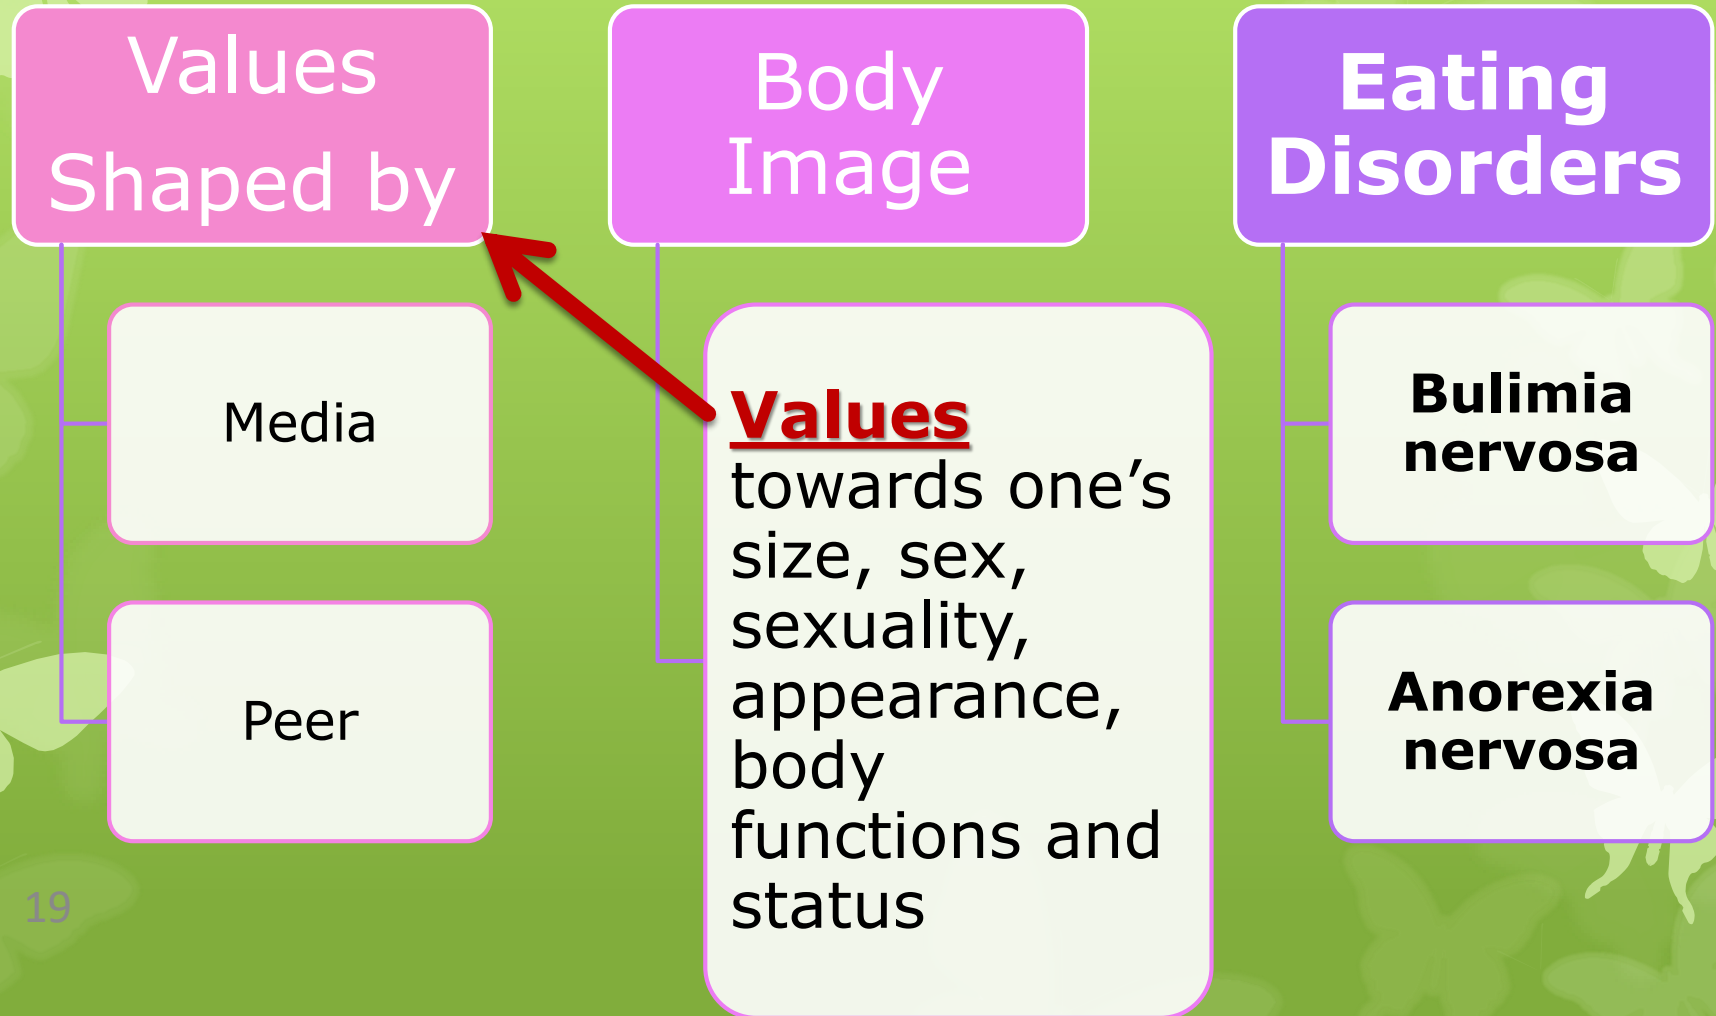 Values
Shaped by
Media
Peer
Body
Image
Values
towards one’s
size, sex,
sexuality,
appearance,
body
functions and
status
Eating
Disorders
Bulimia
nervosa
Anorexia
nervosa
19